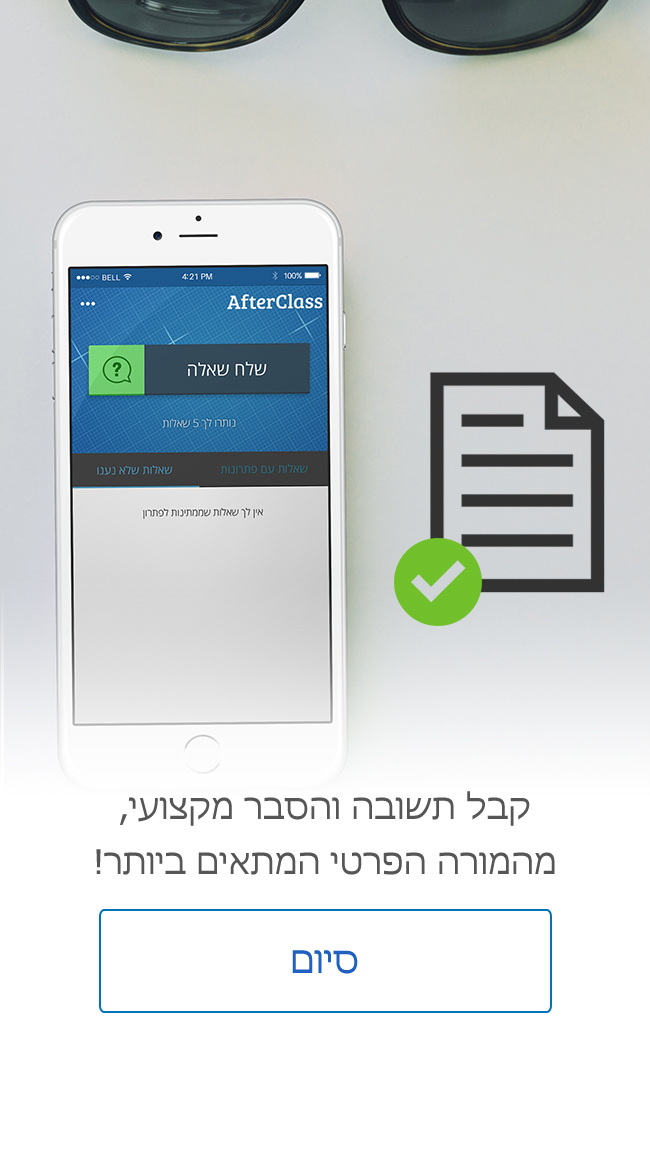 ●●●○○ BELL 4:21 PM 100%
AfterClass
שלח שאלה
נותרו לך 5 שאלות
שאלות עם פתרונות שאלות שלא נענו
אין לך שאלות שממתינות לפתרון
קבל תשובה והסבר מקצועי,
מהמורה הפרטי המתאים ביותר!
סיום